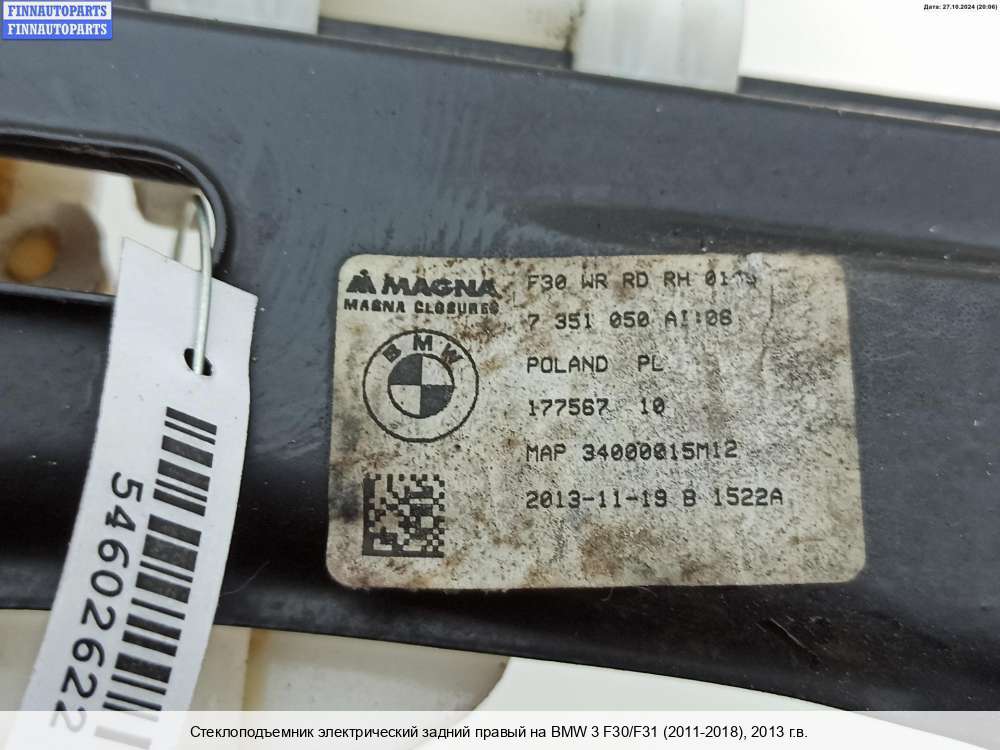 FINNAUTOPARTS
FINNAUTOPARTS
Дата: 27.10.2024 (20:06)
MAGNA
MAGNA CLOSURES
BMW
F30 WR RD RH
7 351 050 AI:06
POLAND PL
177567 10
MAP 34000015M12
2013-11-19 B 1522A
54602622
Стеклоподъемник электрический задний правый на BMW 3 F30/F31 (2011-2018), 2013 г.в.